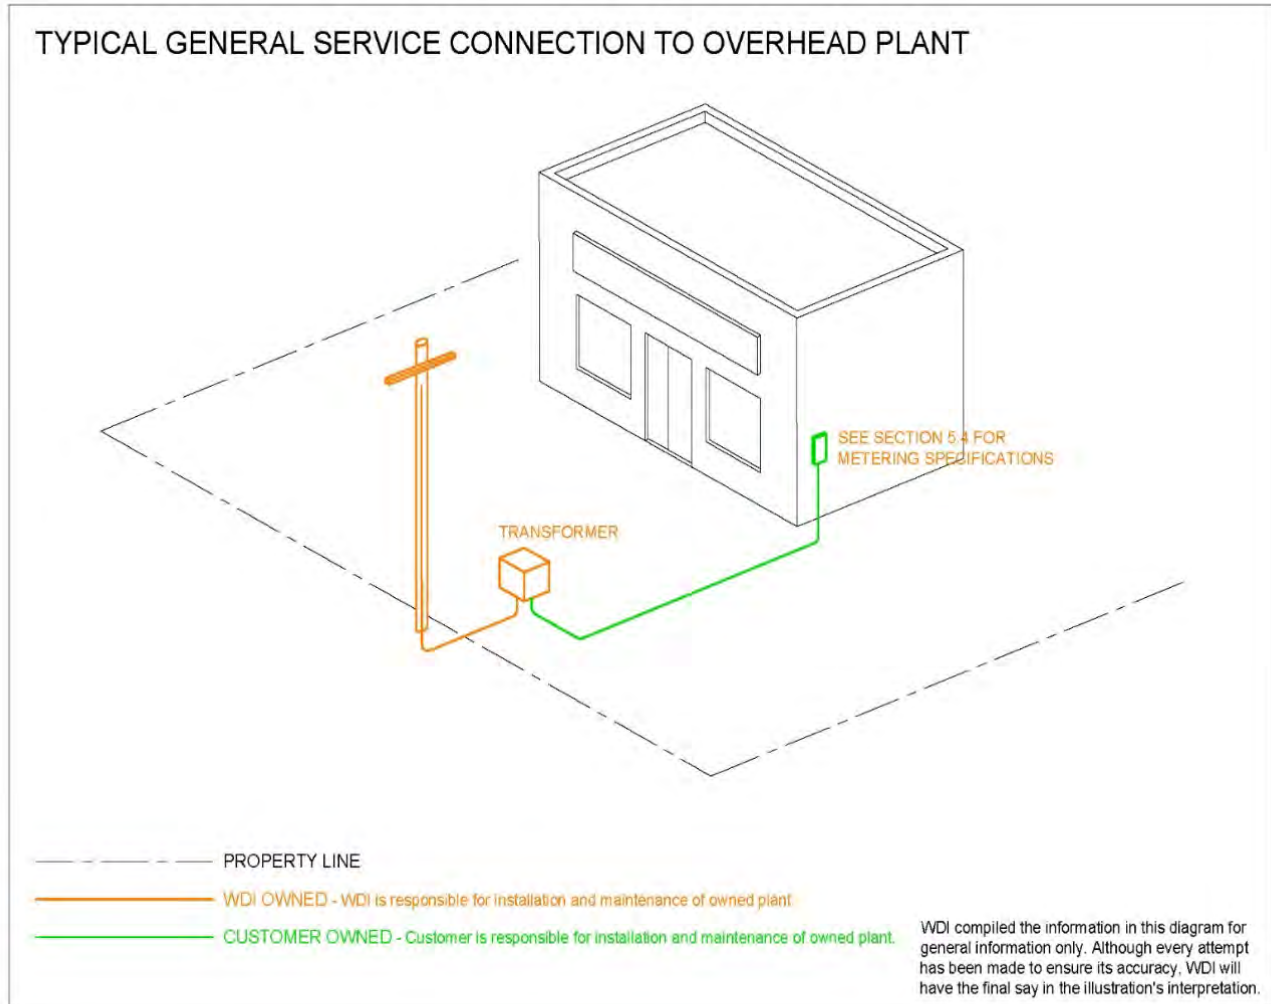 TYPICAL GENERAL SERVICE CONNECTION TO OVERHEAD PLANT
SEE SECTION 5.4 FOR
METERING SPECIFICATIONS
TRANSFORMER
PROPERTY LINE
WDI OWNED - WDI is responsible for installation and maintenance of owned plant
CUSTOMER OWNED - Customer is responsible for installation and maintenance of owned plant.
WDI compiled the information in this diagram for
general information only. Although every attempt
has been made to ensure its accuracy, WDI will
have the final say in the illustration's interpretation.